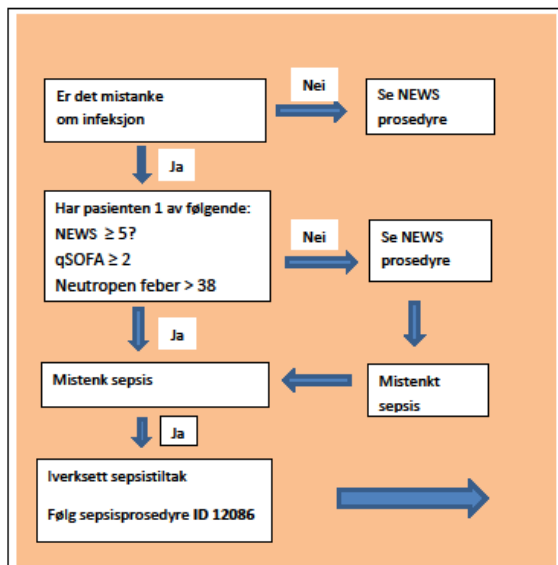 Er det mistanke
om infeksjon
Nei
Se NEWS
prosedyre
Ja
Har pasienten 1 av følgende:
NEWS ≥ 5?
qSOFA ≥ 2
Neutropen feber > 38
Nei
Se NEWS
prosedyre
Ja
Mistenk sepsis
Mistenkt
sepsis
Ja
Iverksett sepsistiltak
Følg sepsisprosedyre ID 12086